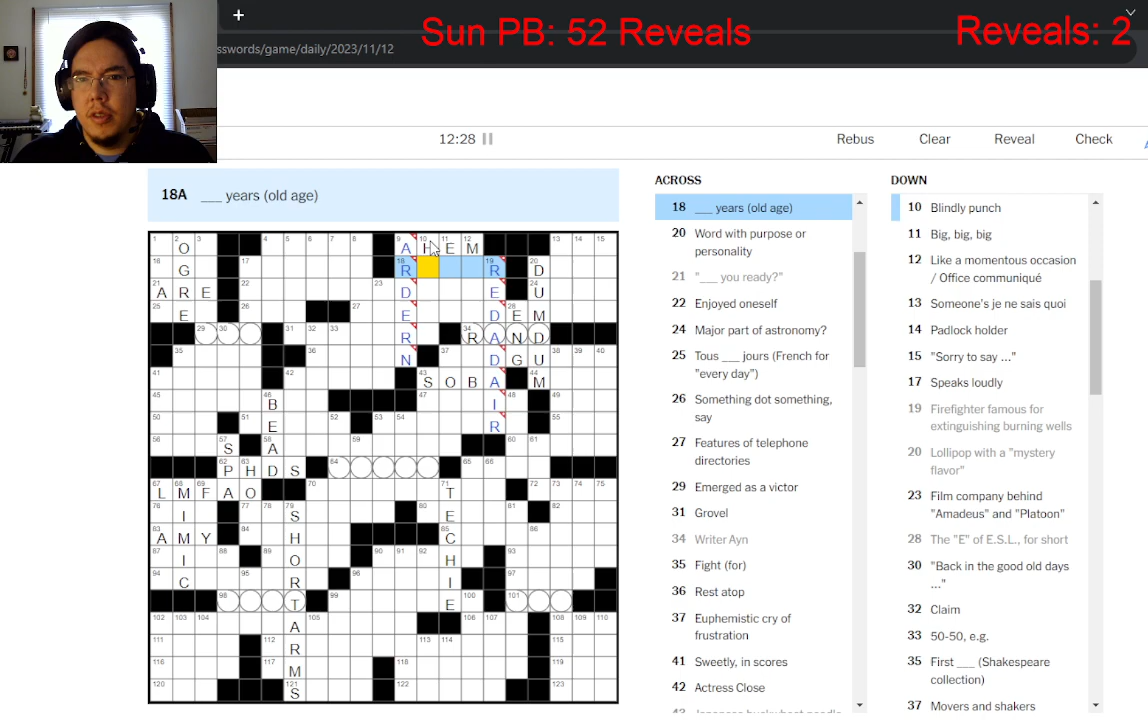 Sun PB: 52 Reveals
Reveals: 2
+
sswords/game/daily/2023/11/12
12:28
Rebus
Clear
Reveal
Check
18A ___ years (old age)
ACROSS
18 ___ years (old age)
20 Word with purpose or
personality
21 "___ you ready?"
22 Enjoyed oneself
24 Major part of astronomy?
25 Tous ___ jours (French for
"every day")
26 Something dot something,
say
27 Features of telephone
directories
29 Emerged as a victor
31 Grovel
34 Writer Ayn
35 Fight (for)
36 Rest atop
37 Euphemistic cry of
frustration
41 Sweetly, in scores
42 Actress Close
DOWN
10 Blindly punch
11 Big, big, big
12 Like a momentous occasion
/ Office communiqué
13 Someone's je ne sais quoi
14 Padlock holder
15 "Sorry to say ..."
17 Speaks loudly
19 Firefighter famous for
extinguishing burning wells
20 Lollipop with a "mystery
flavor"
23 Film company behind
"Amadeus" and "Platoon"
28 The "E" of E.S.L., for short
30 "Back in the good old days
..."
32 Claim
33 50-50, e.g.
35 First ___ (Shakespeare
collection)
37 Movers and shakers